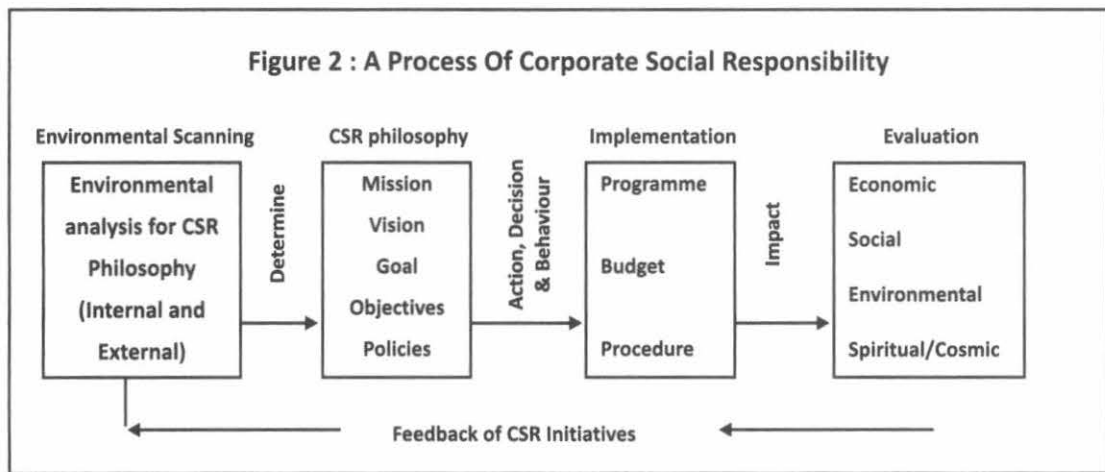 Figure 2 : A Process Of Corporate Social Responsibility
Environmental Scanning
Environmental
analysis for CSR
Philosophy
(Internal and
External)
Determine
CSR philosophy
Mission
Vision
Goal
Objectives
Policies
Action, Decision
& Behaviour
Implementation
Programme
Budget
Procedure
Impact
Evaluation
Economic
Social
Environmental
Spiritual/Cosmic
Feedback of CSR Initiatives